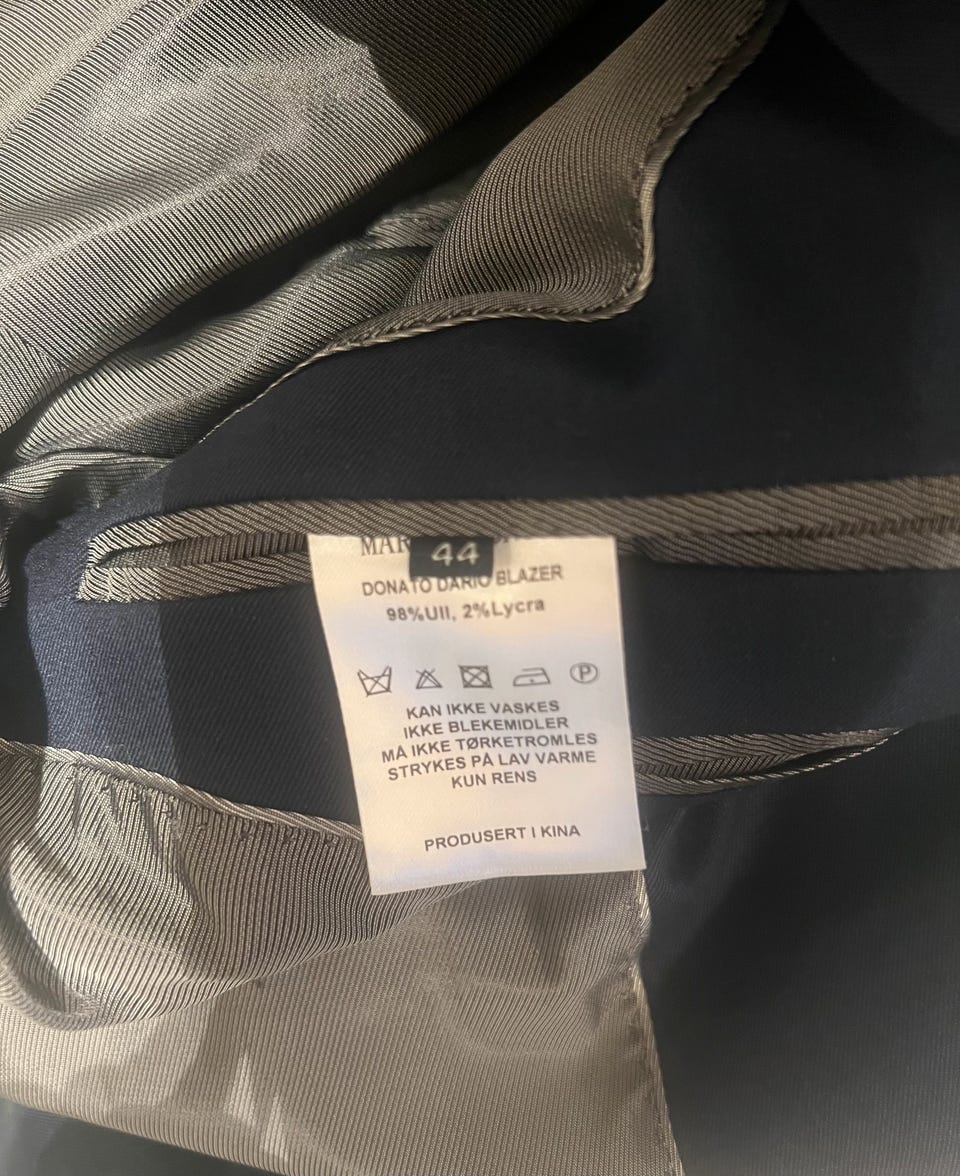 44
DONATO DARIO BLAZER
98%Ull, 2%Lycra
P
KAN IKKE VASKES
IKKE BLEKEMIDLER
MÅ IKKE TØRKETROMLES
STRYKES PÅ LAV VARME
KUN RENS
PRODUSERT I KINA